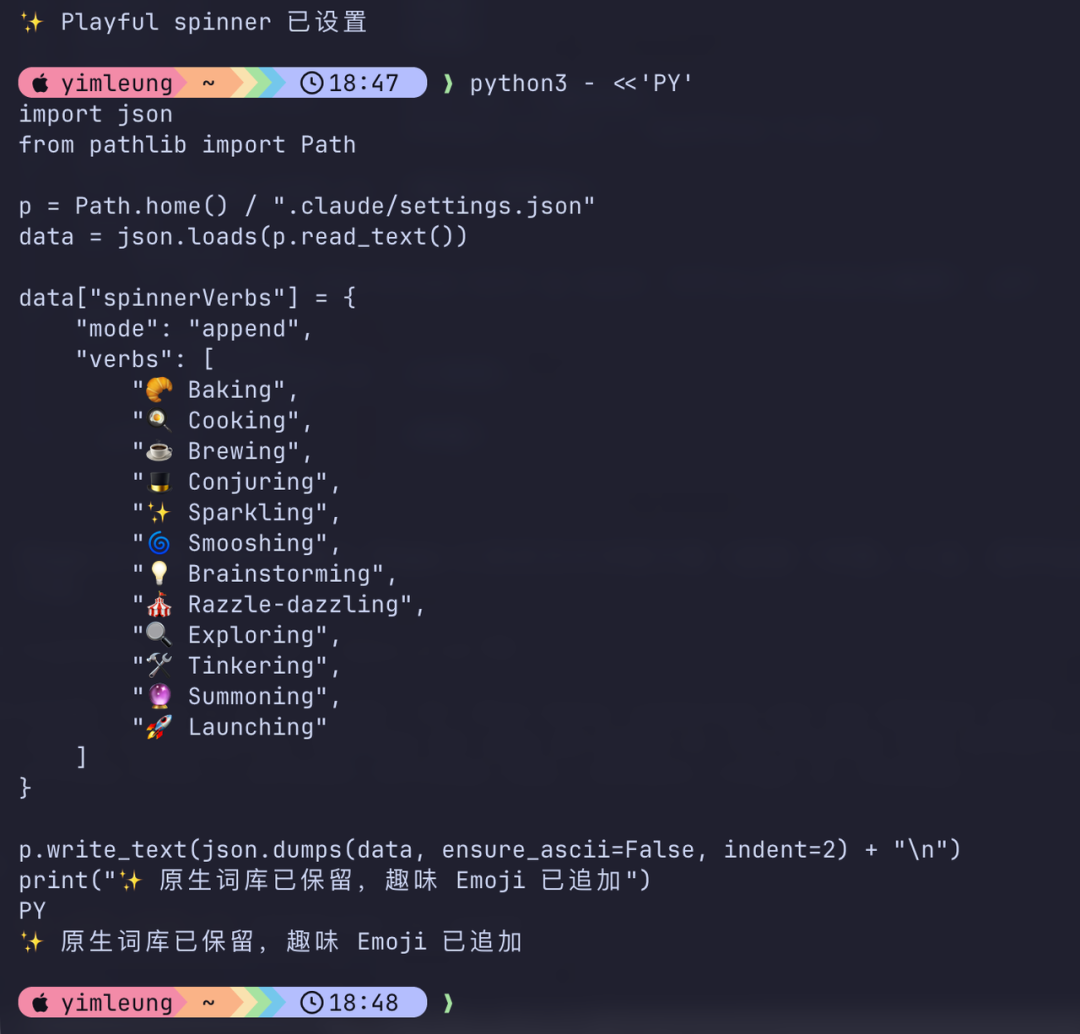 ✨ Playful spinner 已设置
yimleung ~ 18:47 ❯ python3 - <<'PY'
import json
from pathlib import Path
p = Path.home() / ".claude/settings.json"
data = json.loads(p.read_text())
data["spinnerVerbs"] = {
    "mode": "append",
    "verbs": [
        "🥐 Baking",
        "🍳 Cooking",
        "☕ Brewing",
        "🎩 Conjuring",
        "✨ Sparkling",
        "🌀 Smooshing",
        "💡 Brainstorming",
        "🎪 Razzle-dazzling",
        "🔍 Exploring",
        "🛠️ Tinkering",
        "🔮 Summoning",
        "🚀 Launching"
    ]
}
p.write_text(json.dumps(data, ensure_ascii=False, indent=2) + "\n")
print("✨ 原生词库已保留，趣味 Emoji 已追加")
PY
✨ 原生词库已保留，趣味 Emoji 已追加
yimleung ~ 18:48 ❯